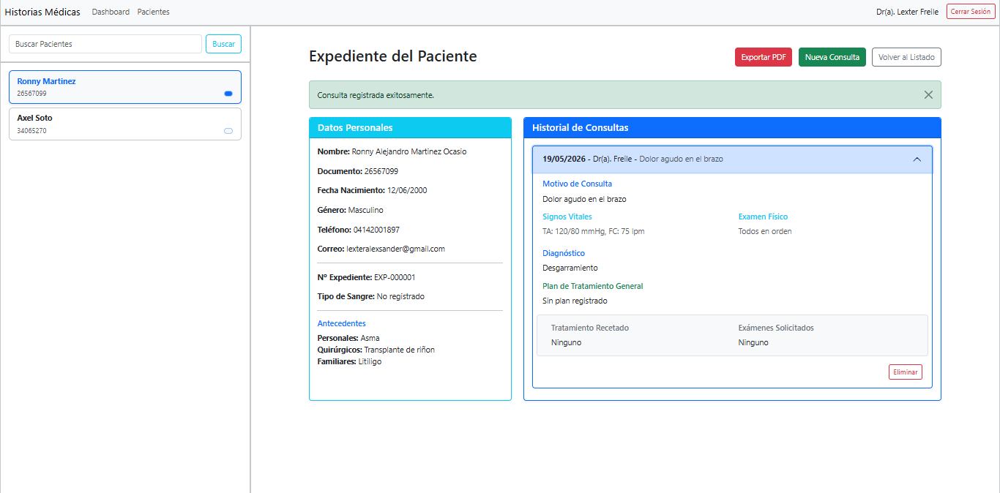 Historias Médicas Dashboard Pacientes Dr(a). Lexter Freile Cerrar Sesión
Buscar Pacientes Buscar
Ronny Martinez
26567099
Axel Soto
34065270
Expediente del Paciente Exportar PDF Nueva Consulta Volver al Listado
Consulta registrada exitosamente.
Datos Personales
Nombre: Ronny Alejandro Martinez Ocasio
Documento: 26567099
Fecha Nacimiento: 12/06/2000
Género: Masculino
Teléfono: 04142001897
Correo: lexteralexsander@gmail.com
Nº Expediente: EXP-000001
Tipo de Sangre: No registrado
Antecedentes
Personales: Asma
Quirúrgicos: Transplante de riñon
Familiares: Litiligo
Historial de Consultas
19/05/2026 - Dr(a). Freile - Dolor agudo en el brazo
Motivo de Consulta
Dolor agudo en el brazo
Signos Vitales Examen Físico
TA: 120/80 mmHg, FC: 75 lpm Todos en orden
Diagnóstico
Desgarramiento
Plan de Tratamiento General
Sin plan registrado
Tratamiento Recetado Exámenes Solicitados
Ninguno Ninguno
Eliminar